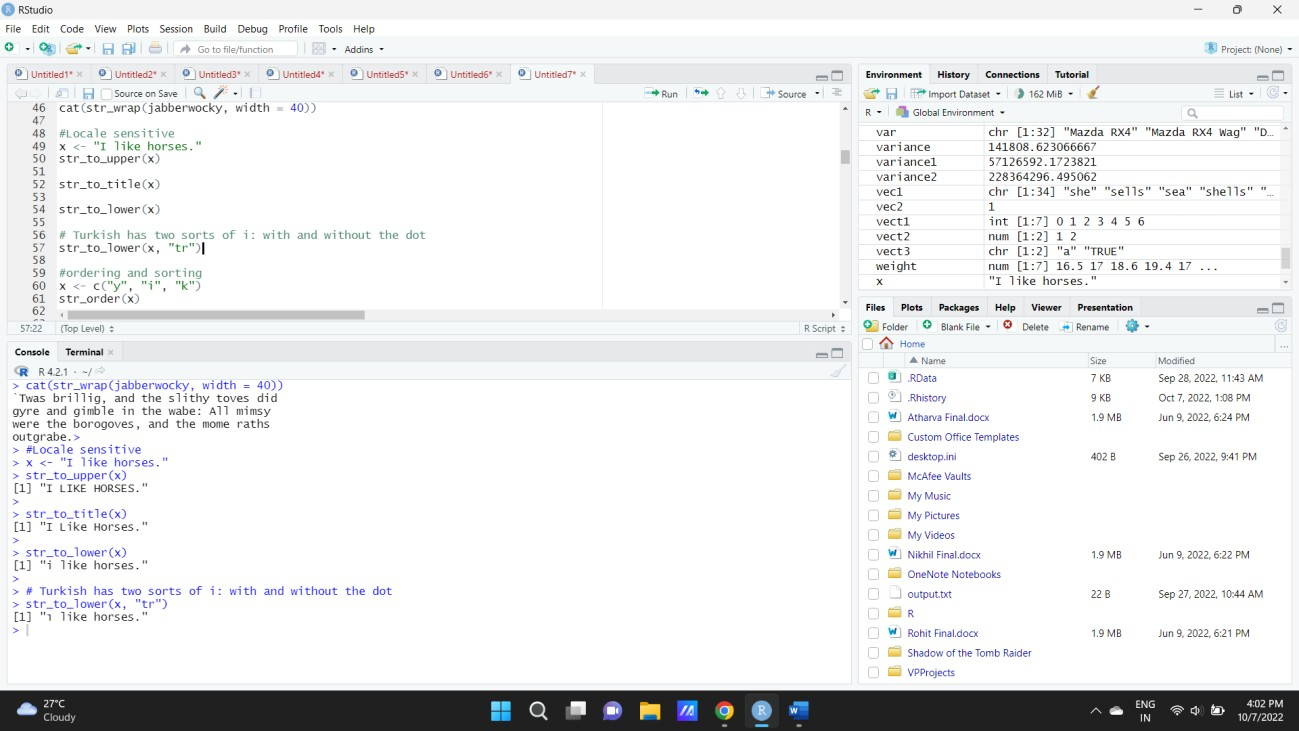 RStudio
File Edit Code View Plots Session Build Debug Profile Tools Help
Go to file/function Addins Project: (None)
Untitled1* Untitled2* Untitled3* Untitled4* Untitled5* Untitled6* Untitled7*
Source on Save Run Source
46 cat(str_wrap(jabberwocky, width = 40))
47
48 #Locale sensitive
49 x <- "I like horses."
50 str_to_upper(x)
51
52 str_to_title(x)
53
54 str_to_lower(x)
55
56 # Turkish has two sorts of i: with and without the dot
57 str_to_lower(x, "tr")
58
59 #ordering and sorting
60 x <- c("y", "i", "k")
61 str_order(x)
62
57:22 (Top Level) R Script
Console Terminal
R 4.2.1 · ~/
> cat(str_wrap(jabberwocky, width = 40))
`Twas brillig, and the slithy toves did
gyre and gimble in the wabe: All mimsy
were the borogoves, and the mome raths
outgrabe.>
> #Locale sensitive
> x <- "I like horses."
> str_to_upper(x)
[1] "I LIKE HORSES."
>
> str_to_title(x)
[1] "I Like Horses."
>
> str_to_lower(x)
[1] "i like horses."
>
> # Turkish has two sorts of i: with and without the dot
> str_to_lower(x, "tr")
[1] "ı like horses."
>
Environment History Connections Tutorial
Import Dataset 162 MiB List
R Global Environment
var chr [1:32] "Mazda RX4" "Mazda RX4 Wag" "D…
variance 141808.623066667
variance1 57126592.1723821
variance2 228364296.495062
vec1 chr [1:34] "she" "sells" "sea" "shells" "…
vec2 1
vect1 int [1:7] 0 1 2 3 4 5 6
vect2 num [1:2] 1 2
vect3 chr [1:2] "a" "TRUE"
weight num [1:7] 16.5 17 18.6 19.4 17 ...
x "I like horses."
Files Plots Packages Help Viewer Presentation
Folder Blank File Delete Rename
Home ...
Name Size Modified
.RData 7 KB Sep 28, 2022, 11:43 AM
.Rhistory 9 KB Oct 7, 2022, 1:08 PM
Atharva Final.docx 1.9 MB Jun 9, 2022, 6:24 PM
Custom Office Templates
desktop.ini 402 B Sep 26, 2022, 9:41 PM
McAfee Vaults
My Music
My Pictures
My Videos
Nikhil Final.docx 1.9 MB Jun 9, 2022, 6:22 PM
OneNote Notebooks
output.txt 22 B Sep 27, 2022, 10:44 AM
R
Rohit Final.docx 1.9 MB Jun 9, 2022, 6:21 PM
Shadow of the Tomb Raider
VPProjects
27°C
Cloudy
ENG
IN
4:02 PM
10/7/2022